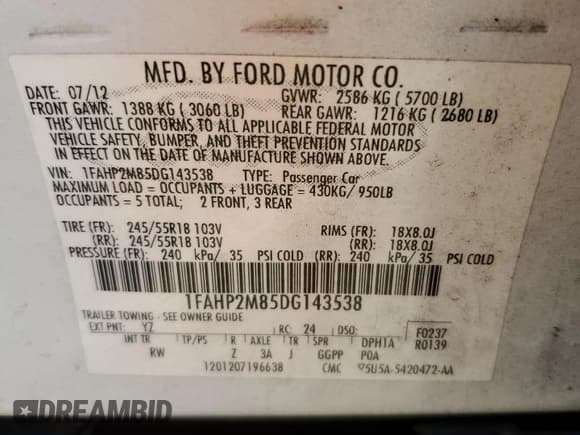 MFD. BY FORD MOTOR CO.
DATE: 07/12 GVWR: 2586 KG ( 5700 LB)
FRONT GAWR: 1388 KG (3060 LB) REAR GAWR: 1216 KG ( 2680 LB)
THIS VEHICLE CONFORMS TO ALL APPLICABLE FEDERAL MOTOR
VEHICLE SAFETY, BUMPER, AND THEFT PREVENTION STANDARDS
IN EFFECT ON THE DATE OF MANUFACTURE SHOWN ABOVE.
VIN: 1FAHP2M85DG143538 TYPE: Passenger Car
MAXIMUM LOAD = OCCUPANTS + LUGGAGE = 430KG/ 950LB
OCCUPANTS = 5 TOTAL, 2 FRONT, 3 REAR
TIRE (FR): 245/55R18 103V RIMS (FR): 18X8.0J
(RR): 245/55R18 103V (RR): 18X8.0J
PRESSURE (FR): 240 kPa/ 35 PSI COLD (RR): 240 kPa/ 35 PSI COLD
1FAHP2M85DG143538
TRAILER TOWING - SEE OWNER GUIDE
EXT PNT: YZ RC: 24 DSO: F0237
INT TR TP/PS R AXLE TR SPR DPH1A R0139
RW Z 3A J GGPP POA
1201207196638 CMC 95U5A-5420472-AA
DREAMBID